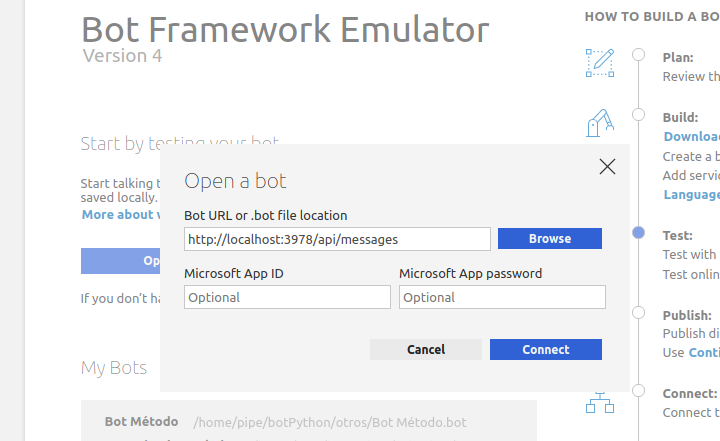 Bot Framework Emulator
Version 4
Start by testing your bot
Start talking
saved locally.
More about
If you don't
My Bots
Bot Método /home/pipe/botPython/otros/Bot Método.bot
Open a bot
Bot URL or .bot file location
http://localhost:3978/api/messages
Browse
Microsoft App ID
Microsoft App password
Optional
Optional
Cancel
Connect
HOW TO BUILD A BO
Plan:
Review th
Build:
Downloa
Create a b
Add servic
Language
Test:
Test with
Test onlin
Publish:
Publish di
Use Conti
Connect:
Connect t